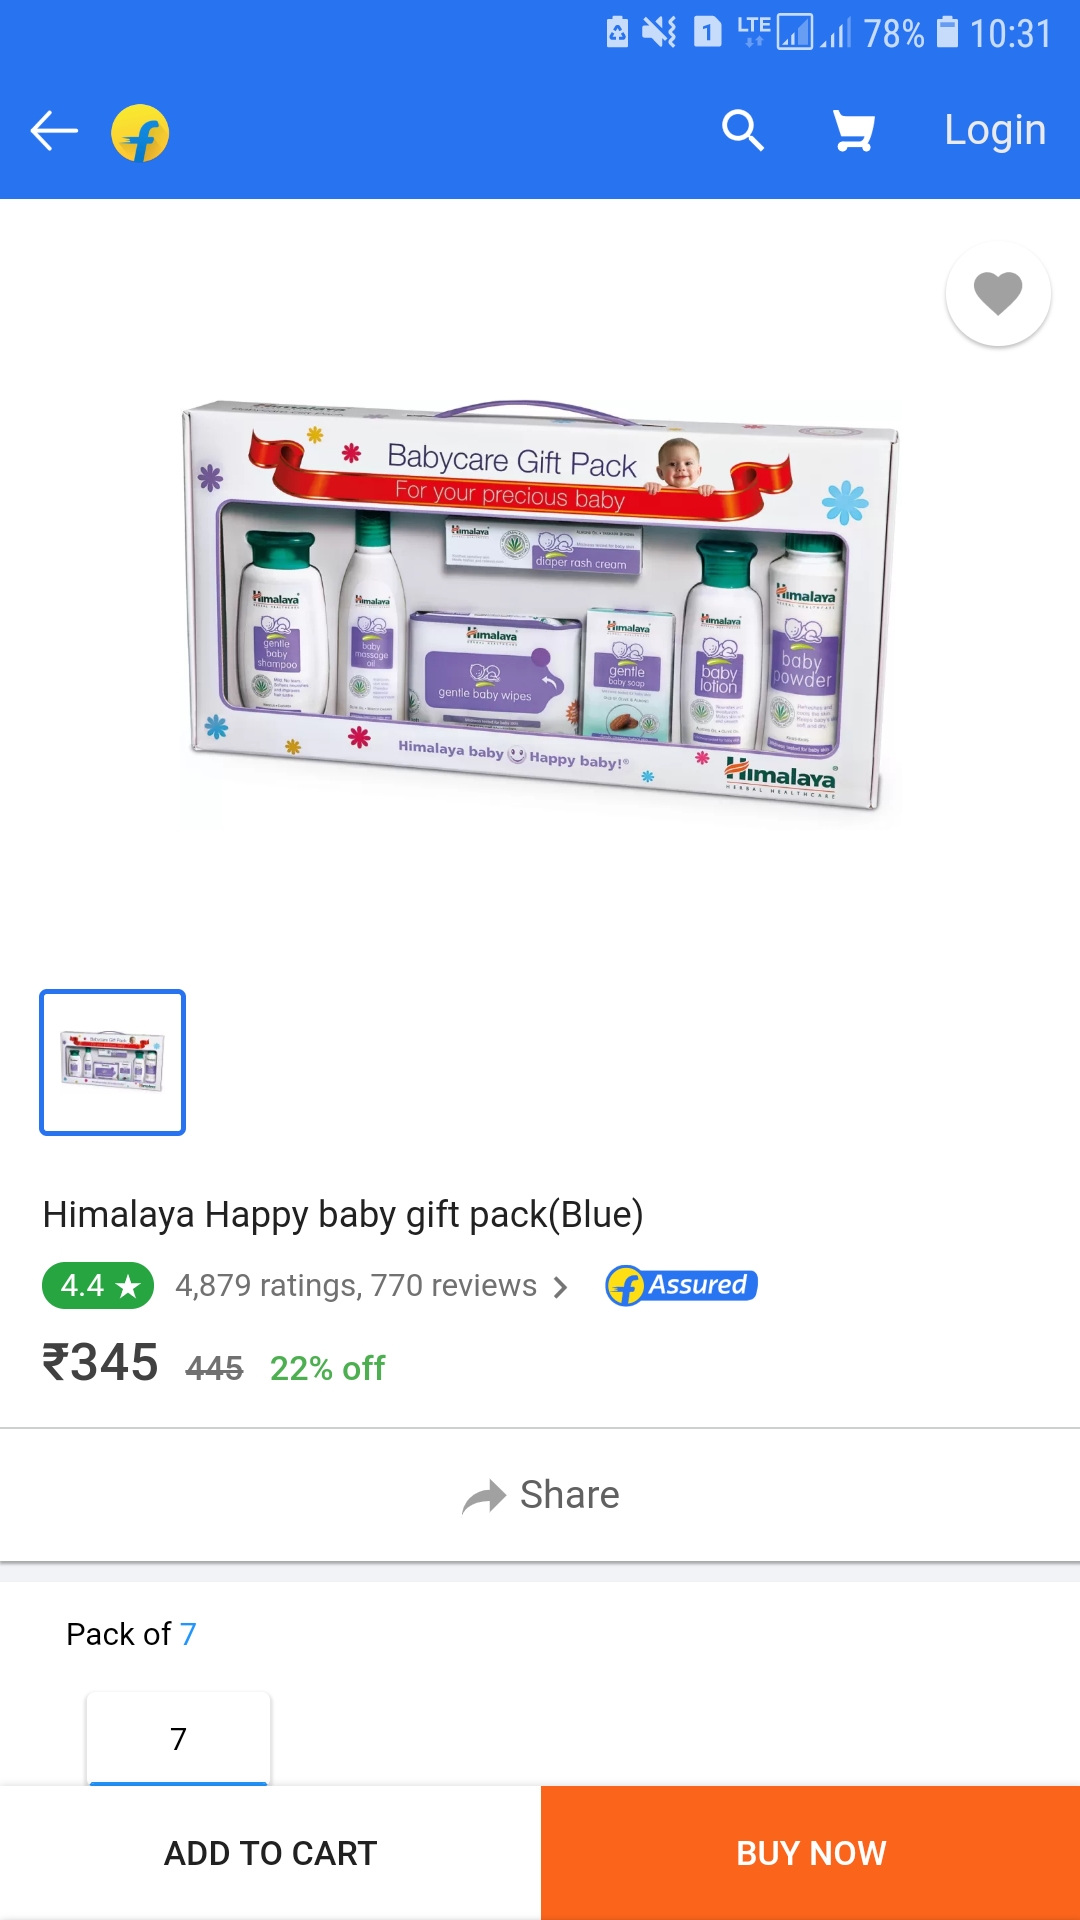 LTE 1 78% 10:31
Login
Himalaya
Babycare Gift Pack
For your precious baby
Himalaya
diaper rash cream
Himalaya
gentle
baby
shampoo
Himalaya
baby
massage
oil
Himalaya
gentle baby wipes
Himalaya
gentle
baby soap
Himalaya
baby
lotion
Himalaya
baby
powder
Himalaya baby Happy baby!®
Himalaya
HERBAL HEALTHCARE
Himalaya Happy baby gift pack(Blue)
4.4 ★ 4,879 ratings, 770 reviews > Assured
₹345 445 22% off
Share
Pack of 7
7
ADD TO CART BUY NOW